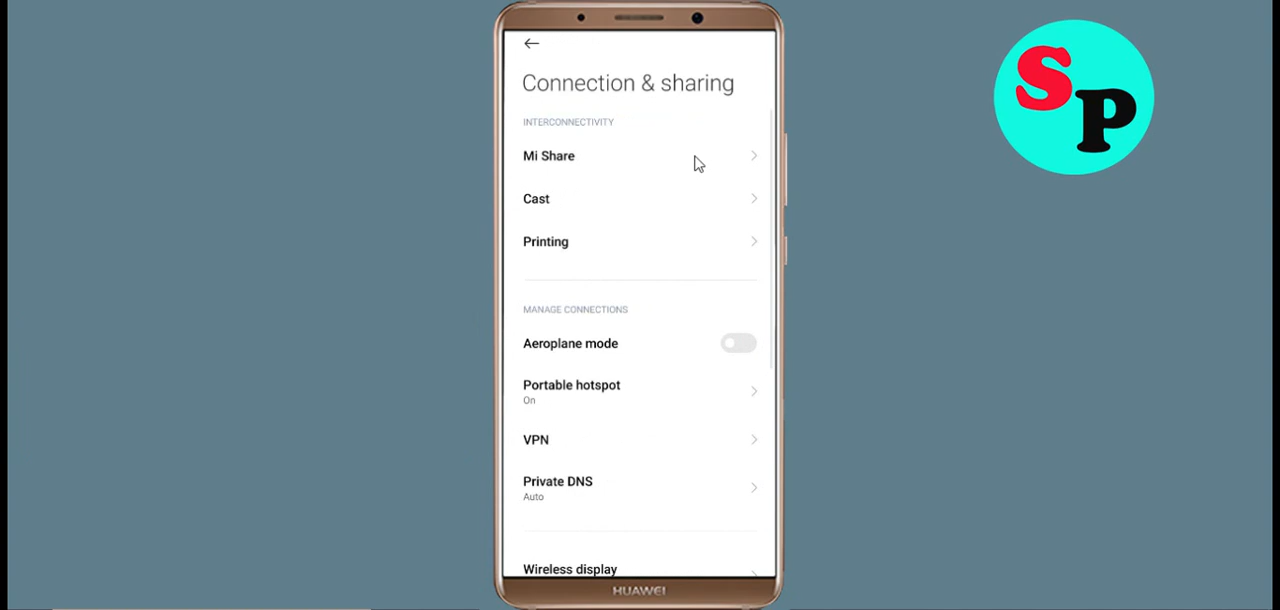 Connection & sharing
INTERCONNECTIVITY
Mi Share
Cast
Printing
MANAGE CONNECTIONS
Aeroplane mode
Portable hotspot
On
VPN
Private DNS
Auto
Wireless display
HUAWEI
SP